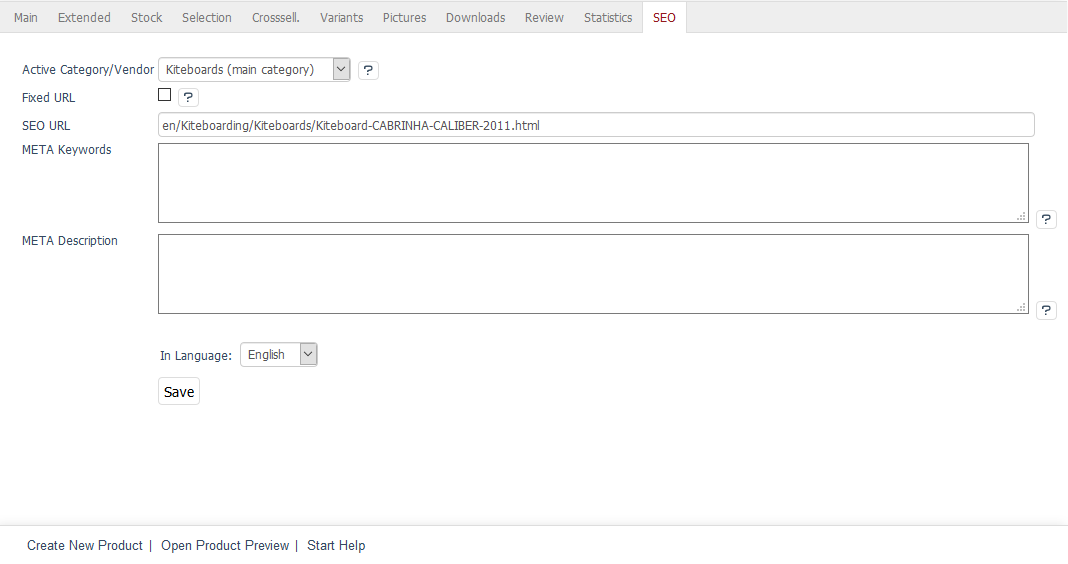 Main Extended Stock Selection Crosssell. Variants Pictures Downloads Review Statistics SEO
Active Category/Vendor Kiteboards (main category) ?
Fixed URL ?
SEO URL en/Kiteboarding/Kiteboards/Kiteboard-CABRINHA-CALIBER-2011.html
META Keywords
?
META Description
?
In Language: English
Save
Create New Product | Open Product Preview | Start Help